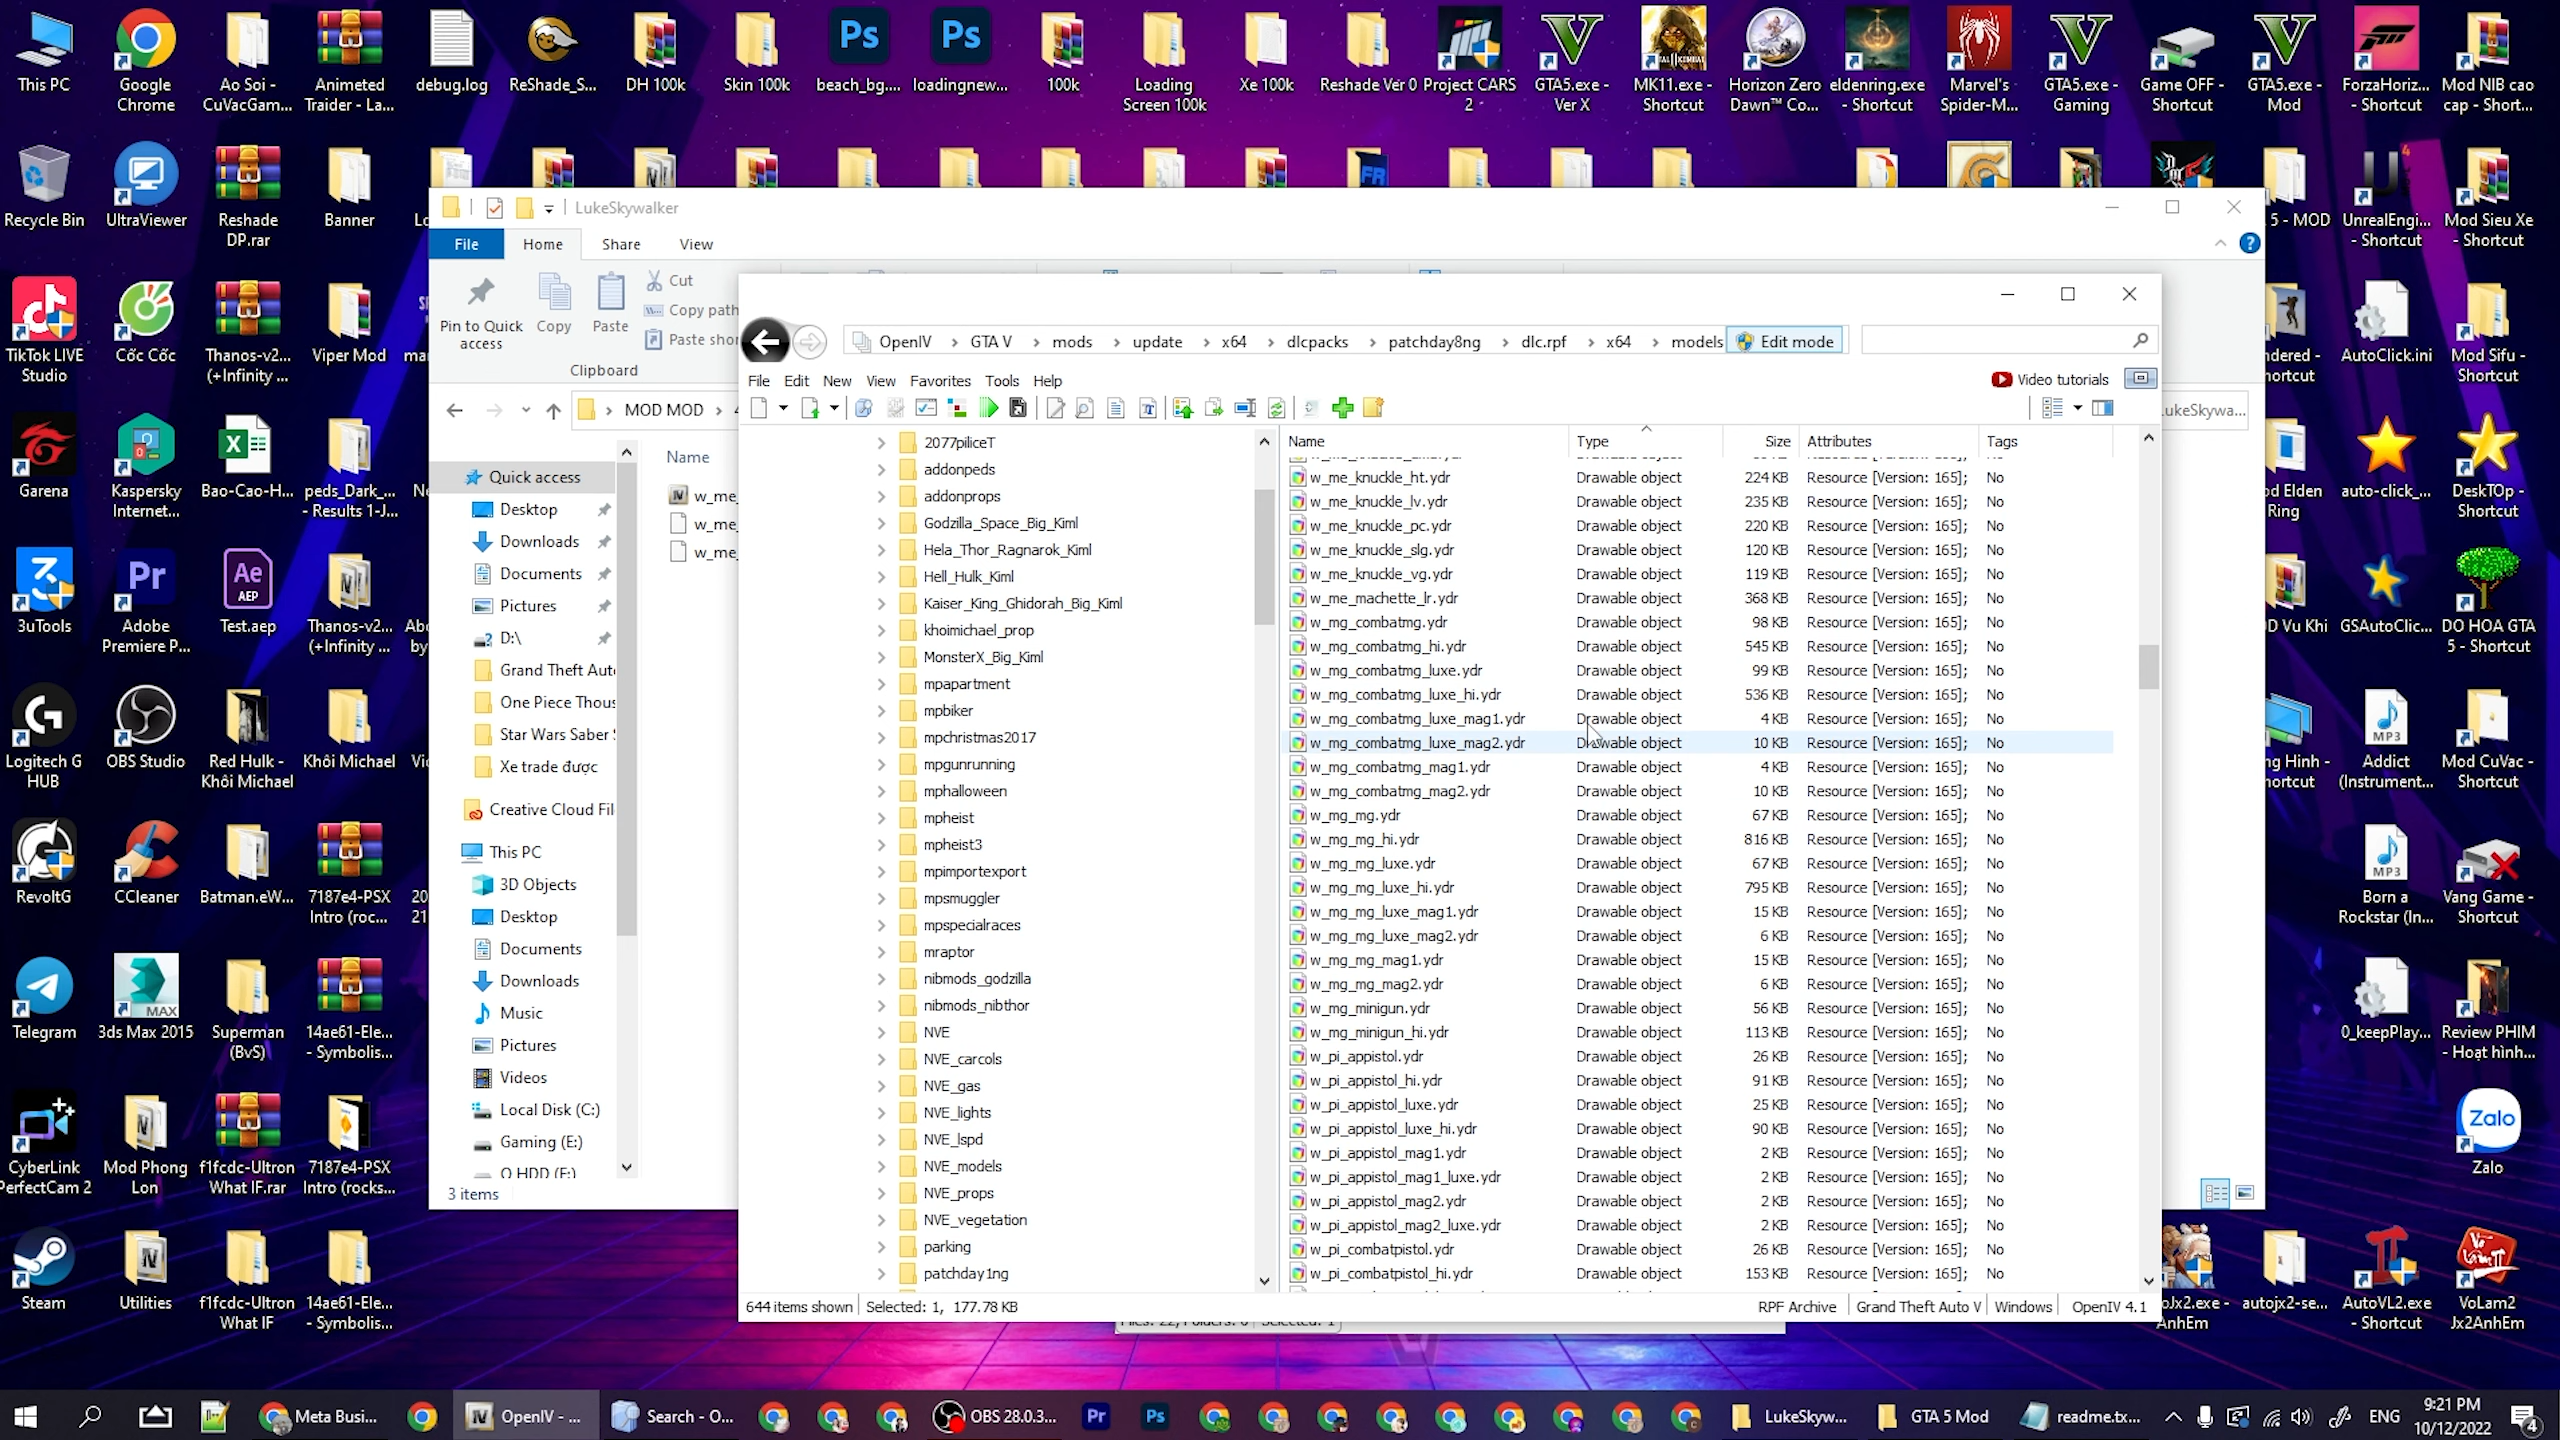 This PC
Google
Chrome
Ao Soi -
CuVacGam...
Animated
Traider - La...
debug.log
ReShade_S...
DH 100k
Skin 100k
beach_bg....
loadingnew...
100k
Loading
Screen 100k
Xe 100k
Reshade Ver 0
Project CARS
2
GTA5.exe -
Ver X
MK11.exe -
Shortcut
Horizon Zero
Dawn™ Co...
eldenring.exe
- Shortcut
Marvel's
Spider-M...
GTA5.exe -
Gaming
Game OFF -
Shortcut
GTA5.exe -
Mod
ForzaHoriz...
- Shortcut
Mod NIB cao
cap - Short...
Recycle Bin
UltraViewer
Reshade
DP.rar
Banner
5 - MOD
UnrealEngi...
- Shortcut
Mod Sieu Xe
- Shortcut
TikTok LIVE
Studio
Cốc Cốc
Thanos-v2...
(+Infinity ...
Viper Mod
AutoClick.ini
Mod Sifu -
Shortcut
Garena
Kaspersky
Internet...
Bao-Cao-H...
peds_Dark_...
- Results 1-J...
od Elden
Ring
auto-click_...
DeskTOp -
Shortcut
3uTools
Adobe
Premiere P...
Test.aep
Thanos-v2...
(+Infinity ...
D Vu Khi
GSAutoClic...
DO HOA GTA
5 - Shortcut
Logitech G
HUB
OBS Studio
Red Hulk -
Khôi Michael
Khôi Michael
ng Hinh -
hortcut
Addict
(Instrument...
Mod CuVac -
Shortcut
RevoltG
CCleaner
Batman.eW...
7187e4-PSX
Intro (roc...
Born a
Rockstar (In...
Vang Game -
Shortcut
Telegram
3ds Max 2015
Superman
(BvS)
14ae61-Ele...
- Symbolis...
0_keepPlay...
Review PHIM
- Hoạt hình...
CyberLink
PerfectCam 2
Mod Phong
Lon
f1fcdc-Ultron
What IF.rar
7187e4-PSX
Intro (rocks...
Zalo
Steam
Utilities
f1fcdc-Ultron
What IF
14ae61-Ele...
- Symbolis...
oJx2.exe -
AnhEm
autojx2-se...
AutoVL2.exe
- Shortcut
VoLam2
Jx2AnhEm
LukeSkywalker
File Home Share View
Pin to Quick
access
Copy
Paste
Cut
Copy path
Paste shor
Clipboard
MOD MOD
Name
Quick access
Desktop
Downloads
Documents
Pictures
D:\
Grand Theft Aut
One Piece Thous
Star Wars Saber
Xe trade được
Creative Cloud Fil
This PC
3D Objects
Desktop
Documents
Downloads
Music
Pictures
Videos
Local Disk (C:)
Gaming (E:)
O HDD (F:)
3 items
w_me_
w_me_
w_me_
OpenIV GTA V mods update x64 dlcpacks patchday8ng dlc.rpf x64 models Edit mode
File Edit New View Favorites Tools Help
Video tutorials
2077piliceT
addonpeds
addonprops
Godzilla_Space_Big_Kiml
Hela_Thor_Ragnarok_Kiml
Hell_Hulk_Kiml
Kaiser_King_Ghidorah_Big_Kiml
khoimichael_prop
MonsterX_Big_Kiml
mpapartment
mpbiker
mpchristmas2017
mpgunrunning
mphalloween
mpheist
mpheist3
mpimportexport
mpsmuggler
mpspecialraces
mraptor
nibmods_godzilla
nibmods_nibthor
NVE
NVE_carcols
NVE_gas
NVE_lights
NVE_lspd
NVE_models
NVE_props
NVE_vegetation
parking
patchday1ng
Name Type Size Attributes Tags
w_me_knuckle_ht.ydr Drawable object 224 KB Resource [Version: 165]; No
w_me_knuckle_lv.ydr Drawable object 235 KB Resource [Version: 165]; No
w_me_knuckle_pc.ydr Drawable object 220 KB Resource [Version: 165]; No
w_me_knuckle_slg.ydr Drawable object 120 KB Resource [Version: 165]; No
w_me_knuckle_vg.ydr Drawable object 119 KB Resource [Version: 165]; No
w_me_machette_lr.ydr Drawable object 368 KB Resource [Version: 165]; No
w_mg_combatmg.ydr Drawable object 98 KB Resource [Version: 165]; No
w_mg_combatmg_hi.ydr Drawable object 545 KB Resource [Version: 165]; No
w_mg_combatmg_luxe.ydr Drawable object 99 KB Resource [Version: 165]; No
w_mg_combatmg_luxe_hi.ydr Drawable object 536 KB Resource [Version: 165]; No
w_mg_combatmg_luxe_mag1.ydr Drawable object 4 KB Resource [Version: 165]; No
w_mg_combatmg_luxe_mag2.ydr Drawable object 10 KB Resource [Version: 165]; No
w_mg_combatmg_mag1.ydr Drawable object 4 KB Resource [Version: 165]; No
w_mg_combatmg_mag2.ydr Drawable object 10 KB Resource [Version: 165]; No
w_mg_mg.ydr Drawable object 67 KB Resource [Version: 165]; No
w_mg_mg_hi.ydr Drawable object 816 KB Resource [Version: 165]; No
w_mg_mg_luxe.ydr Drawable object 67 KB Resource [Version: 165]; No
w_mg_mg_luxe_hi.ydr Drawable object 795 KB Resource [Version: 165]; No
w_mg_mg_luxe_mag1.ydr Drawable object 15 KB Resource [Version: 165]; No
w_mg_mg_luxe_mag2.ydr Drawable object 6 KB Resource [Version: 165]; No
w_mg_mg_mag1.ydr Drawable object 15 KB Resource [Version: 165]; No
w_mg_mg_mag2.ydr Drawable object 6 KB Resource [Version: 165]; No
w_mg_minigun.ydr Drawable object 56 KB Resource [Version: 165]; No
w_mg_minigun_hi.ydr Drawable object 113 KB Resource [Version: 165]; No
w_pi_appistol.ydr Drawable object 26 KB Resource [Version: 165]; No
w_pi_appistol_hi.ydr Drawable object 91 KB Resource [Version: 165]; No
w_pi_appistol_luxe.ydr Drawable object 25 KB Resource [Version: 165]; No
w_pi_appistol_luxe_hi.ydr Drawable object 90 KB Resource [Version: 165]; No
w_pi_appistol_mag1.ydr Drawable object 2 KB Resource [Version: 165]; No
w_pi_appistol_mag1_luxe.ydr Drawable object 2 KB Resource [Version: 165]; No
w_pi_appistol_mag2.ydr Drawable object 2 KB Resource [Version: 165]; No
w_pi_appistol_mag2_luxe.ydr Drawable object 2 KB Resource [Version: 165]; No
w_pi_combatpistol.ydr Drawable object 26 KB Resource [Version: 165]; No
w_pi_combatpistol_hi.ydr Drawable object 153 KB Resource [Version: 165]; No
644 items shown Selected: 1, 177.78 KB RPF Archive Grand Theft Auto V Windows OpenIV 4.1
Meta Busi... OpenIV - ... Search - O... OBS 28.0.3... LukeSkyw... GTA 5 Mod readme.tx... ENG
9:21 PM
10/12/2022